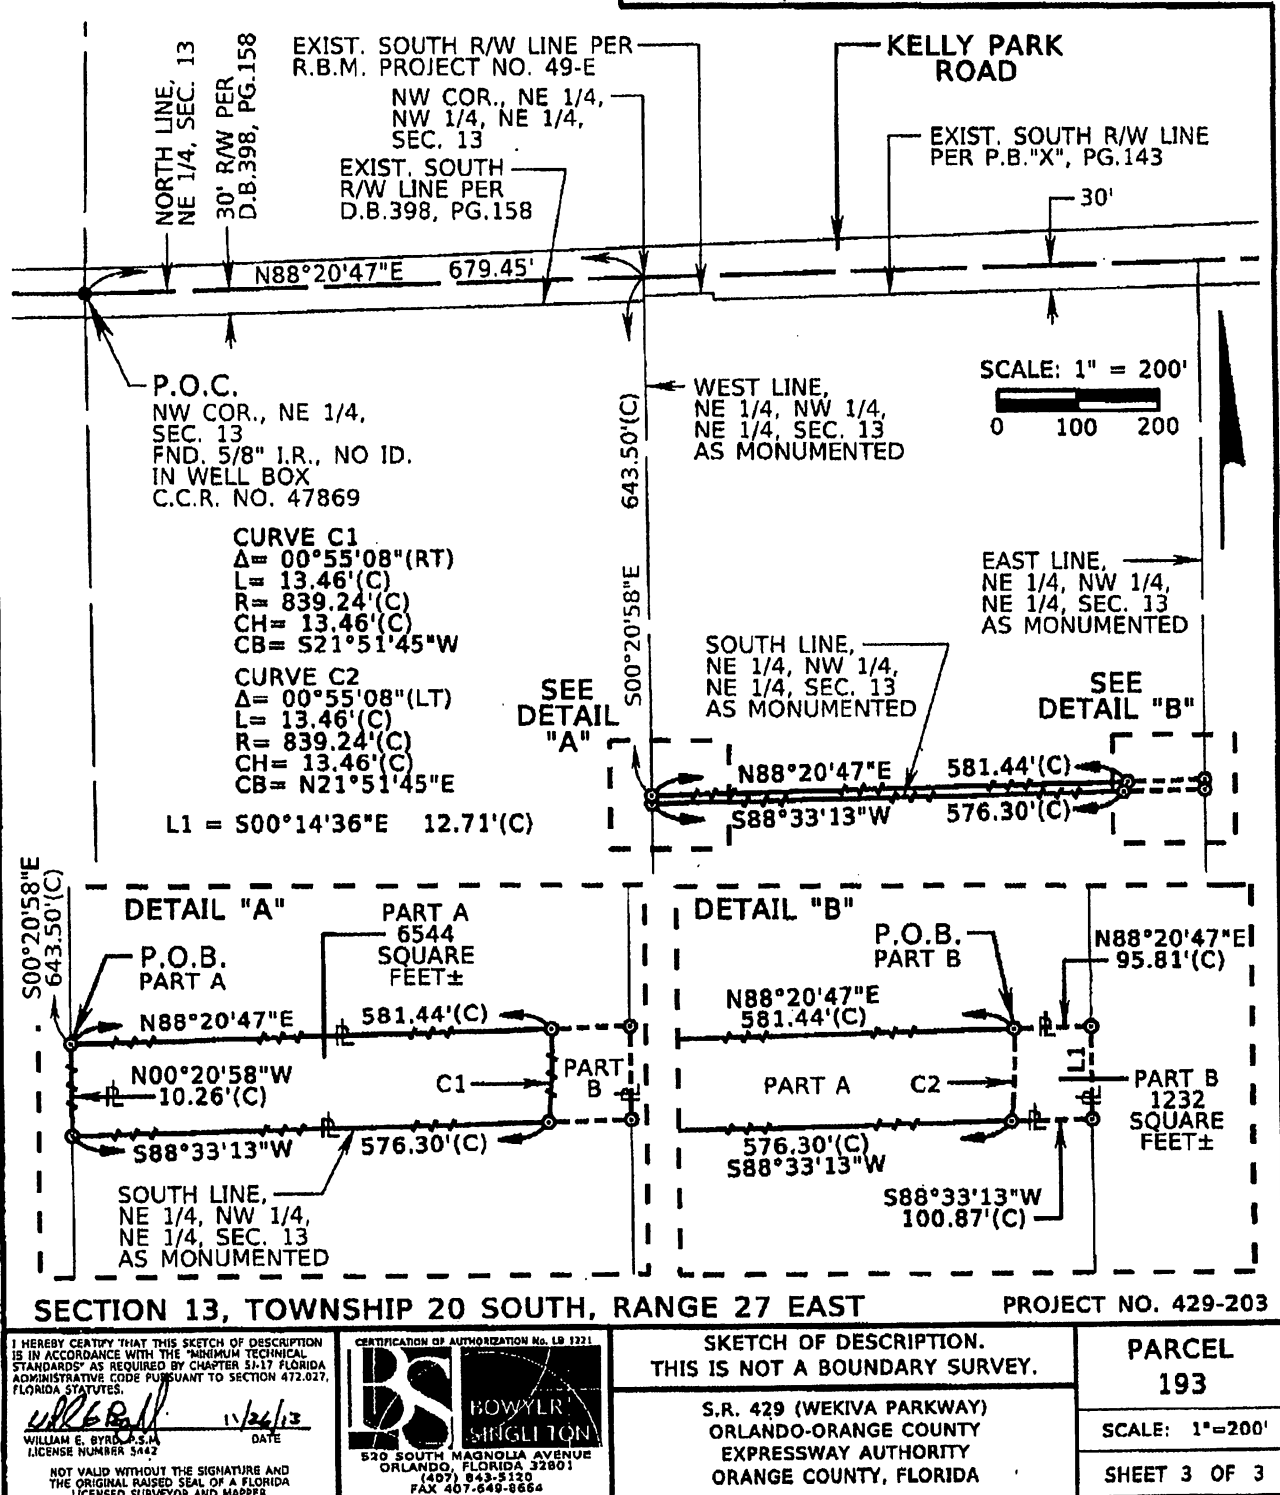 NORTH LINE,
NE 1/4, SEC. 13
30' R/W PER
D.B.398, PG.158
EXIST. SOUTH R/W LINE PER
R.B.M. PROJECT NO. 49-E
NW COR., NE 1/4,
NW 1/4, NE 1/4,
SEC. 13
EXIST. SOUTH
R/W LINE PER
D.B.398, PG.158
KELLY PARK
ROAD
EXIST. SOUTH R/W LINE
PER P.B."X", PG.143
30'
N88°20'47"E 679.45'
P.O.C.
NW COR., NE 1/4,
SEC. 13
FND. 5/8" I.R., NO ID.
IN WELL BOX
C.C.R. NO. 47869
S00°20'58"E 643.50'(C)
WEST LINE,
NE 1/4, NW 1/4,
NE 1/4, SEC. 13
AS MONUMENTED
SCALE: 1" = 200'
0 100 200
CURVE C1
Δ= 00°55'08"(RT)
L= 13.46'(C)
R= 839.24'(C)
CH= 13.46'(C)
CB= S21°51'45"W
CURVE C2
Δ= 00°55'08"(LT)
L= 13.46'(C)
R= 839.24'(C)
CH= 13.46'(C)
CB= N21°51'45"E
L1 = S00°14'36"E 12.71'(C)
EAST LINE,
NE 1/4, NW 1/4,
NE 1/4, SEC. 13
AS MONUMENTED
SOUTH LINE,
NE 1/4, NW 1/4,
NE 1/4, SEC. 13
AS MONUMENTED
SEE
DETAIL
"A"
SEE
DETAIL "B"
N88°20'47"E 581.44'(C)
S88°33'13"W 576.30'(C)
S00°20'58"E
643.50'(C)
DETAIL "A"
P.O.B.
PART A
PART A
6544
SQUARE
FEET±
N88°20'47"E 581.44'(C)
N00°20'58"W
10.26'(C)
C1
PART
B
S88°33'13"W 576.30'(C)
SOUTH LINE,
NE 1/4, NW 1/4,
NE 1/4, SEC. 13
AS MONUMENTED
DETAIL "B"
P.O.B.
PART B
N88°20'47"E
95.81'(C)
N88°20'47"E
581.44'(C)
L1
PART A C2
PART B
1232
SQUARE
FEET±
576.30'(C)
S88°33'13"W
S88°33'13"W
100.87'(C)
SECTION 13, TOWNSHIP 20 SOUTH, RANGE 27 EAST
PROJECT NO. 429-203
I HEREBY CERTIFY THAT THIS SKETCH OF DESCRIPTION
IS IN ACCORDANCE WITH THE "MINIMUM TECHNICAL
STANDARDS" AS REQUIRED BY CHAPTER 5J-17 FLORIDA
ADMINISTRATIVE CODE PURSUANT TO SECTION 472.027,
FLORIDA STATUTES.
11/26/13
WILLIAM E. BYRD, P.S.M. DATE
LICENSE NUMBER 5442
NOT VALID WITHOUT THE SIGNATURE AND
THE ORIGINAL RAISED SEAL OF A FLORIDA
LICENSED SURVEYOR AND MAPPER
CERTIFICATION OF AUTHORIZATION No. LB 1221
BS
BOWYER
SINGLETON
520 SOUTH MAGNOLIA AVENUE
ORLANDO, FLORIDA 32801
(407) 843-5120
FAX 407-649-8664
SKETCH OF DESCRIPTION.
THIS IS NOT A BOUNDARY SURVEY.
S.R. 429 (WEKIVA PARKWAY)
ORLANDO-ORANGE COUNTY
EXPRESSWAY AUTHORITY
ORANGE COUNTY, FLORIDA
PARCEL
193
SCALE: 1"=200'
SHEET 3 OF 3